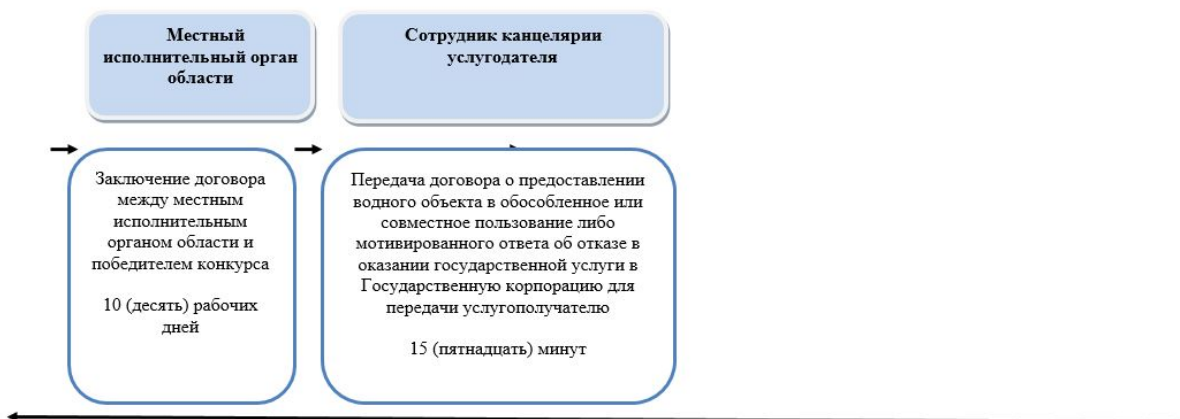 Местный
исполнительный орган
области
Сотрудник канцелярии
услугодателя
Заключение договора
между местным
исполнительным
органом области и
победителем конкурса
10 (десять) рабочих
дней
Передача договора о предоставлении
водного объекта в обособленное или
совместное пользование либо
мотивированного ответа об отказе в
оказании государственной услуги в
Государственную корпорацию для
передачи услугополучателю
15 (пятнадцать) минут